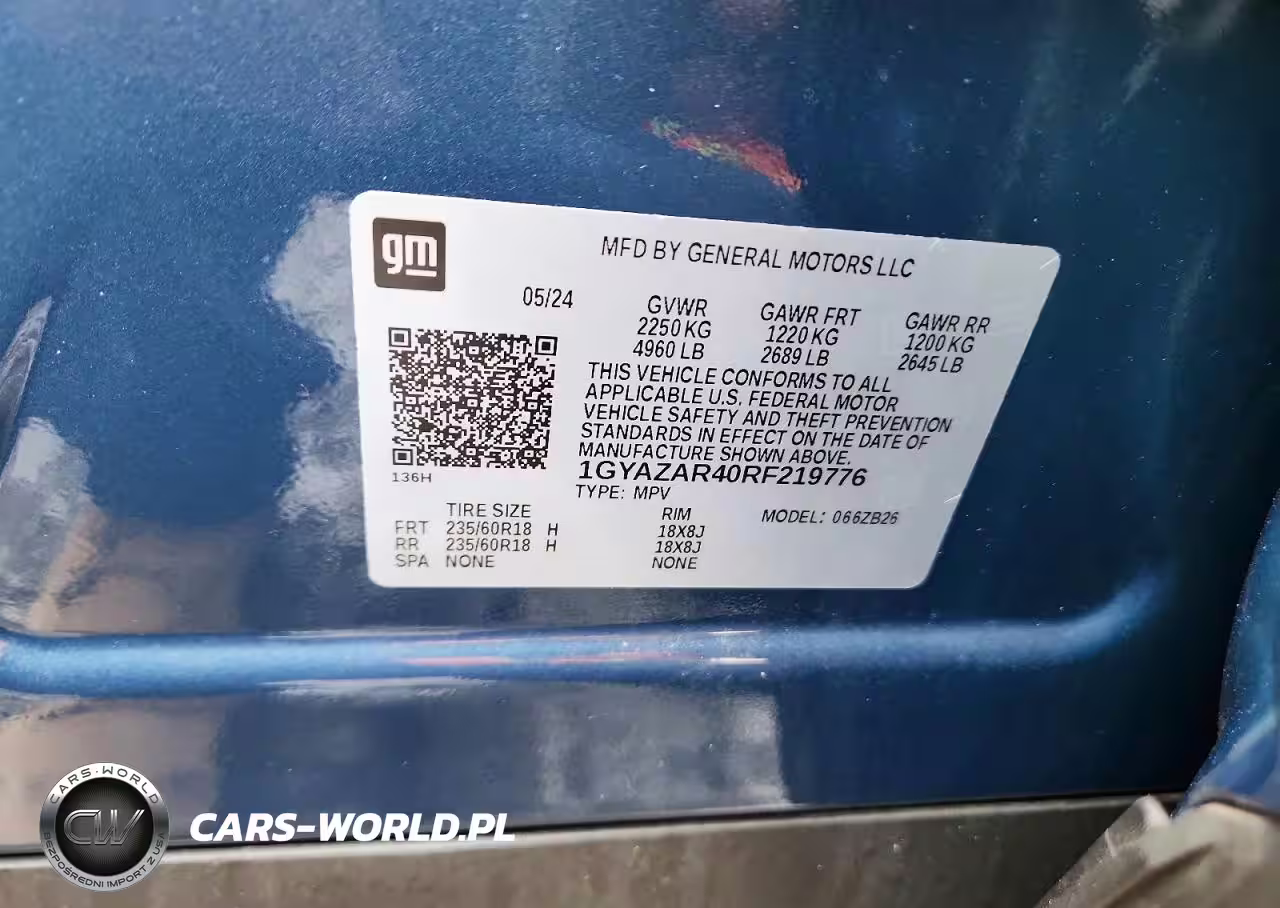 gm
MFD BY GENERAL MOTORS LLC
05/24
GVWR GAWR FRT GAWR RR
2250 KG 1220 KG 1200 KG
4960 LB 2689 LB 2645 LB
THIS VEHICLE CONFORMS TO ALL
APPLICABLE U.S. FEDERAL MOTOR
VEHICLE SAFETY AND THEFT PREVENTION
STANDARDS IN EFFECT ON THE DATE OF
MANUFACTURE SHOWN ABOVE.
1GYAZAR40RF219776
136H
TYPE: MPV
MODEL: 066ZB26
TIRE SIZE RIM
FRT 235/60R18 H 18X8J
RR 235/60R18 H 18X8J
SPA NONE NONE
CARS-WORLD
CW
BEZPOŚREDNI IMPORT Z USA
CARS-WORLD.PL